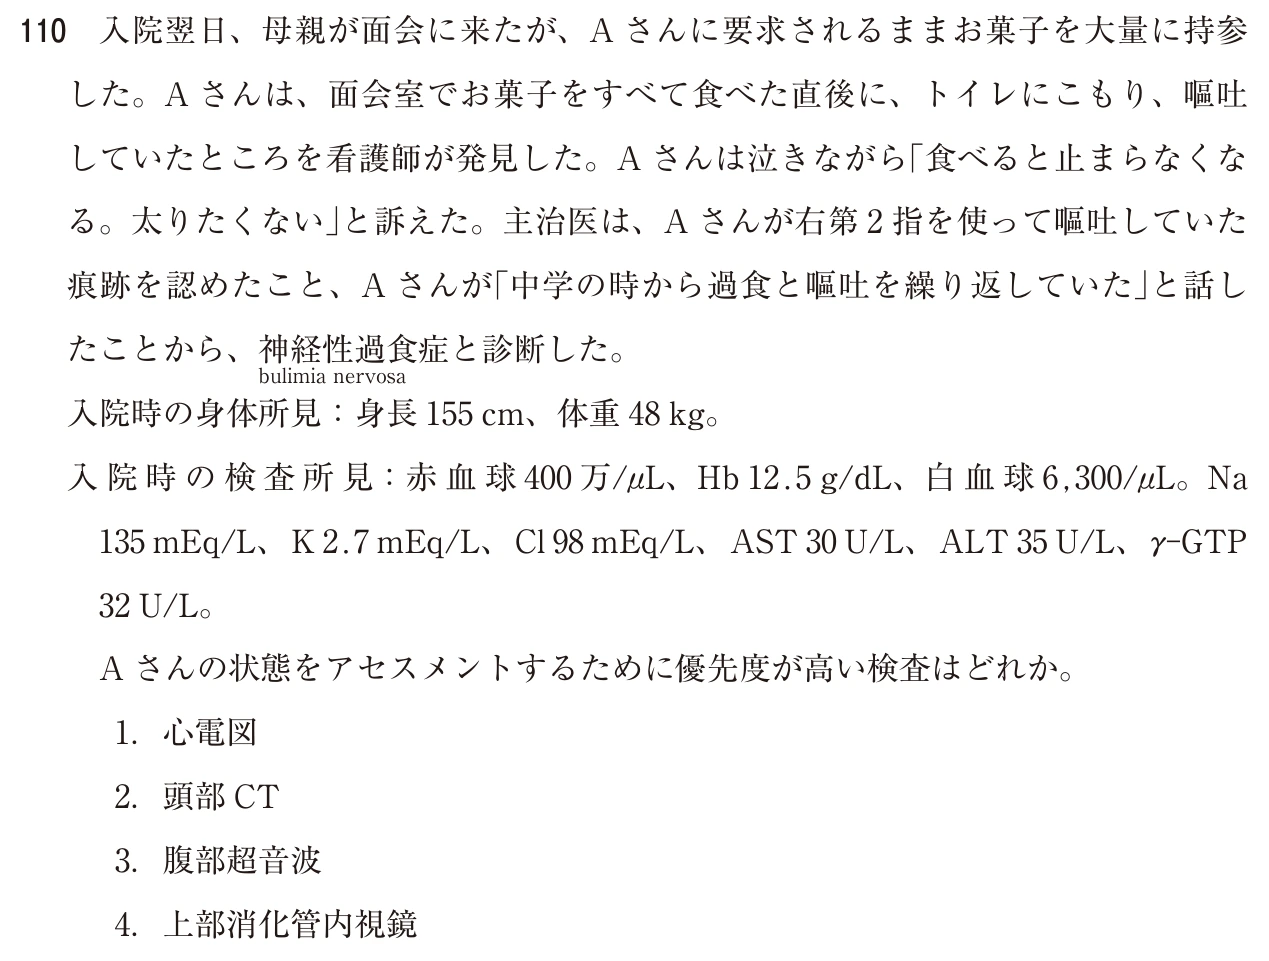 110 入院翌日、母親が面会に来たが、A さんに要求されるままお菓子を大量に持参
した。A さんは、面会室でお菓子をすべて食べた直後に、トイレにこもり、嘔吐
していたところを看護師が発見した。A さんは泣きながら「食べると止まらなくな
る。太りたくない」と訴えた。主治医は、A さんが右第 2 指を使って嘔吐していた
痕跡を認めたこと、A さんが「中学の時から過食と嘔吐を繰り返していた」と話し
たことから、神経性過食症と診断した。
bulimia nervosa
入院時の身体所見：身長 155 cm、体重 48 kg。
入院時の検査所見：赤血球 400 万/μL、Hb 12.5 g/dL、白血球 6,300/μL。Na
135 mEq/L、K 2.7 mEq/L、Cl 98 mEq/L、AST 30 U/L、ALT 35 U/L、γ-GTP
32 U/L。
A さんの状態をアセスメントするために優先度が高い検査はどれか。
1. 心電図
2. 頭部 CT
3. 腹部超音波
4. 上部消化管内視鏡